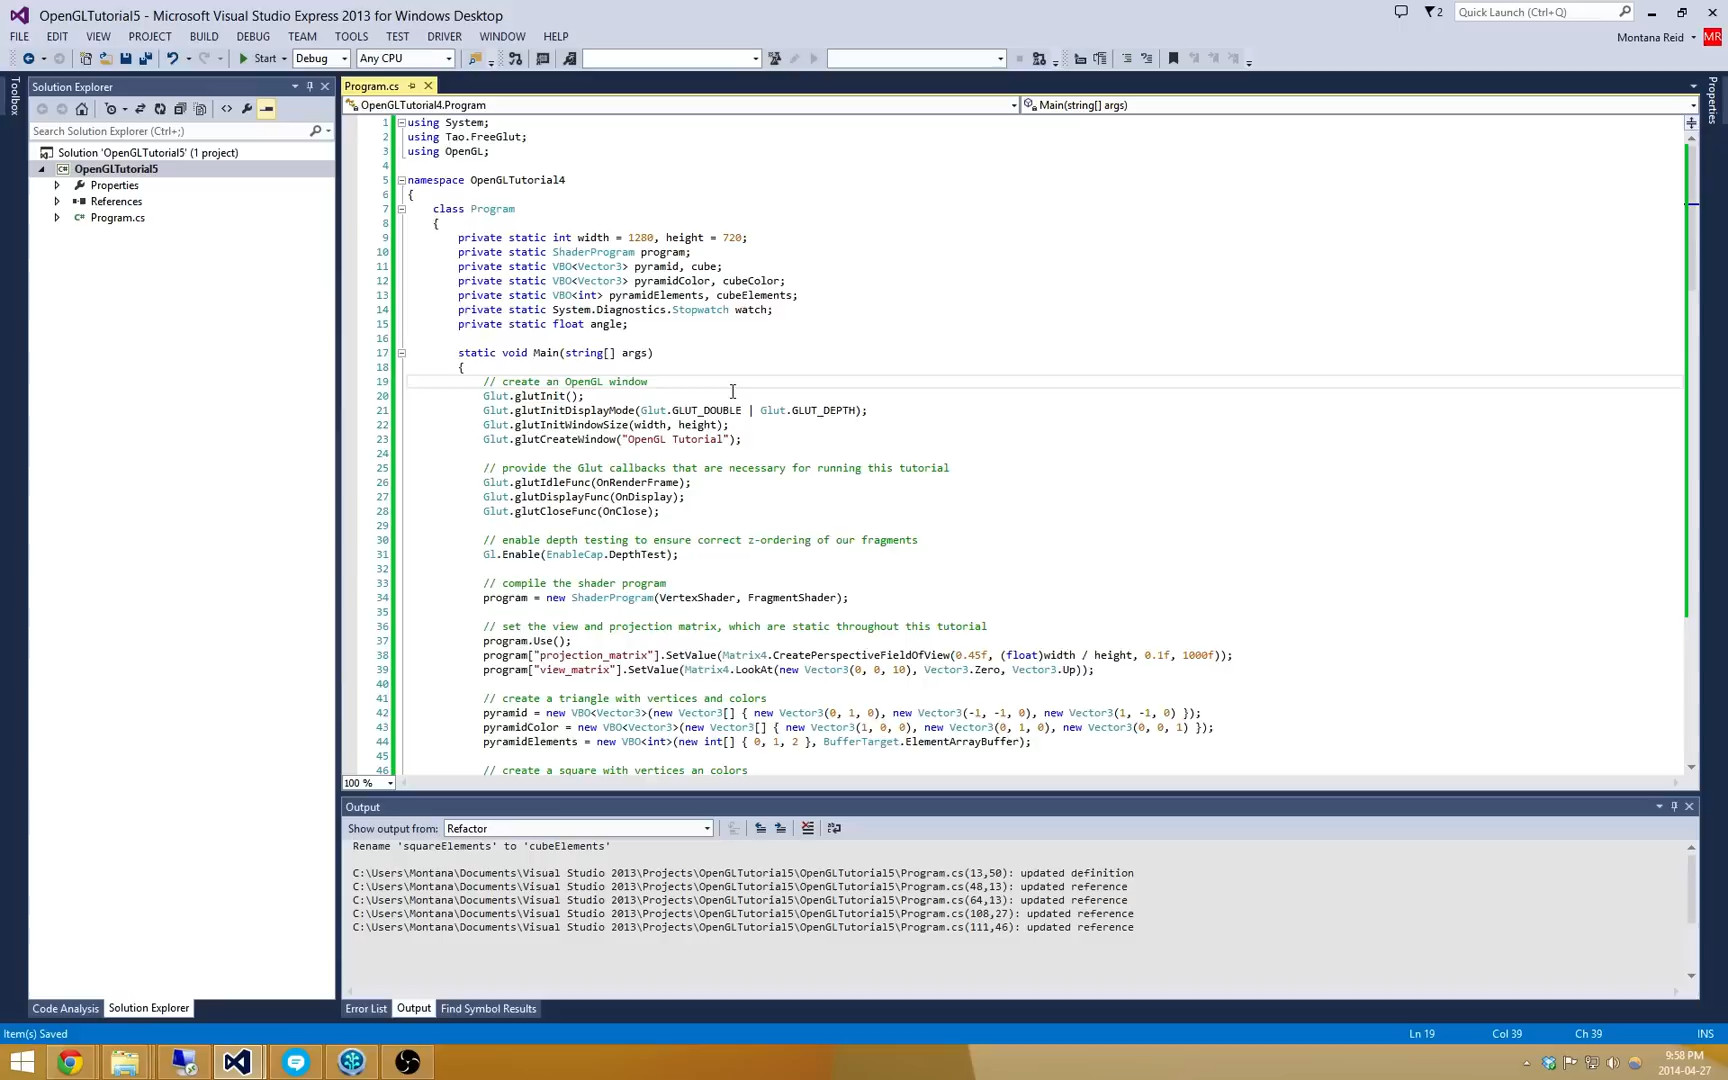 OpenGLTutorial5 - Microsoft Visual Studio Express 2013 for Windows Desktop
2
Quick Launch (Ctrl+Q)
FILE EDIT VIEW PROJECT BUILD DEBUG TEAM TOOLS TEST DRIVER WINDOW HELP
Montana Reid
MR
Start
Debug
Any CPU
Toolbox
Solution Explorer
Search Solution Explorer (Ctrl+;)
Solution 'OpenGLTutorial5' (1 project)
C#
OpenGLTutorial5
Properties
References
Program.cs
Program.cs
OpenGLTutorial4.Program
Main(string[] args)
Properties
1 using System;
2 using Tao.FreeGlut;
3 using OpenGL;
4
5 namespace OpenGLTutorial4
6 {
7 class Program
8 {
9 private static int width = 1280, height = 720;
10 private static ShaderProgram program;
11 private static VBO<Vector3> pyramid, cube;
12 private static VBO<Vector3> pyramidColor, cubeColor;
13 private static VBO<int> pyramidElements, cubeElements;
14 private static System.Diagnostics.Stopwatch watch;
15 private static float angle;
16
17 static void Main(string[] args)
18 {
19 // create an OpenGL window
20 Glut.glutInit();
21 Glut.glutInitDisplayMode(Glut.GLUT_DOUBLE | Glut.GLUT_DEPTH);
22 Glut.glutInitWindowSize(width, height);
23 Glut.glutCreateWindow("OpenGL Tutorial");
24
25 // provide the Glut callbacks that are necessary for running this tutorial
26 Glut.glutIdleFunc(OnRenderFrame);
27 Glut.glutDisplayFunc(OnDisplay);
28 Glut.glutCloseFunc(OnClose);
29
30 // enable depth testing to ensure correct z-ordering of our fragments
31 Gl.Enable(EnableCap.DepthTest);
32
33 // compile the shader program
34 program = new ShaderProgram(VertexShader, FragmentShader);
35
36 // set the view and projection matrix, which are static throughout this tutorial
37 program.Use();
38 program["projection_matrix"].SetValue(Matrix4.CreatePerspectiveFieldOfView(0.45f, (float)width / height, 0.1f, 1000f));
39 program["view_matrix"].SetValue(Matrix4.LookAt(new Vector3(0, 0, 10), Vector3.Zero, Vector3.Up));
40
41 // create a triangle with vertices and colors
42 pyramid = new VBO<Vector3>(new Vector3[] { new Vector3(0, 1, 0), new Vector3(-1, -1, 0), new Vector3(1, -1, 0) });
43 pyramidColor = new VBO<Vector3>(new Vector3[] { new Vector3(1, 0, 0), new Vector3(0, 1, 0), new Vector3(0, 0, 1) });
44 pyramidElements = new VBO<int>(new int[] { 0, 1, 2 }, BufferTarget.ElementArrayBuffer);
45
46 // create a square with vertices an colors
100 %
Output
Show output from: Refactor
Rename 'squareElements' to 'cubeElements'
C:\Users\Montana\Documents\Visual Studio 2013\Projects\OpenGLTutorial5\OpenGLTutorial5\Program.cs(13,50): updated definition
C:\Users\Montana\Documents\Visual Studio 2013\Projects\OpenGLTutorial5\OpenGLTutorial5\Program.cs(48,13): updated reference
C:\Users\Montana\Documents\Visual Studio 2013\Projects\OpenGLTutorial5\OpenGLTutorial5\Program.cs(64,13): updated reference
C:\Users\Montana\Documents\Visual Studio 2013\Projects\OpenGLTutorial5\OpenGLTutorial5\Program.cs(108,27): updated reference
C:\Users\Montana\Documents\Visual Studio 2013\Projects\OpenGLTutorial5\OpenGLTutorial5\Program.cs(111,46): updated reference
Code Analysis Solution Explorer
Error List Output Find Symbol Results
Item(s) Saved
Ln 19 Col 39 Ch 39 INS
9:58 PM
2014-04-27